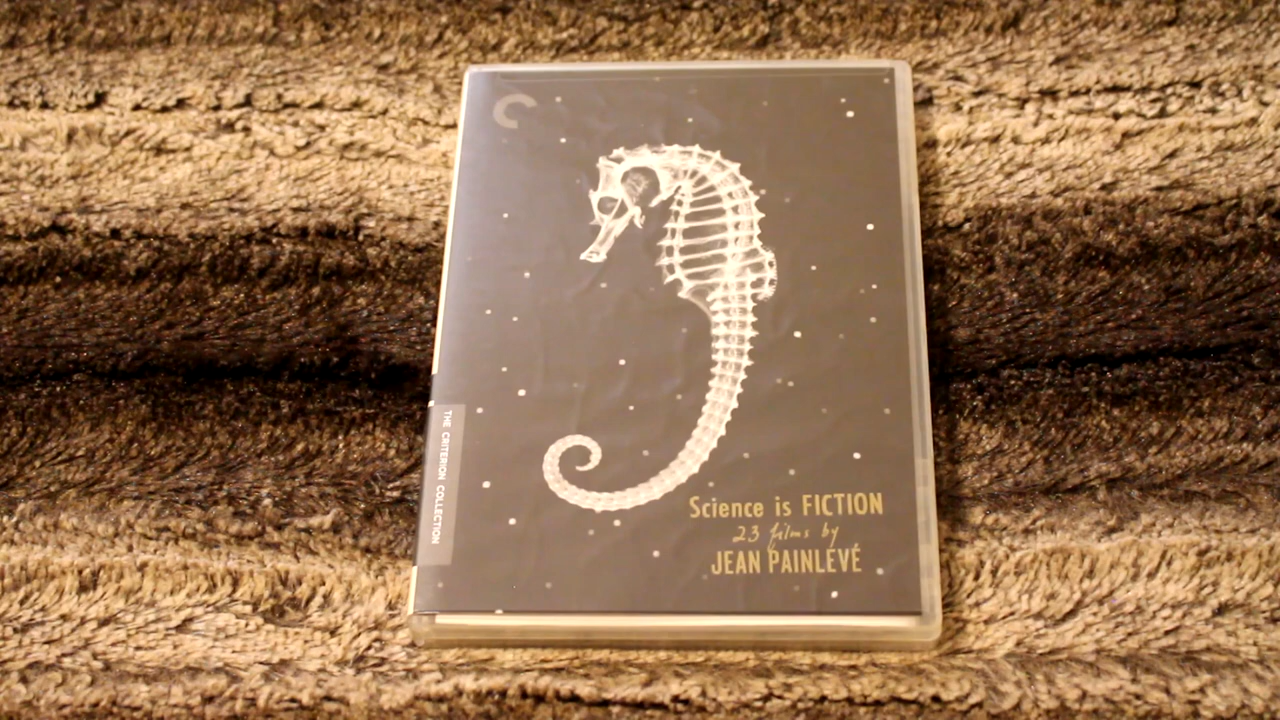 THE CRITERION COLLECTION
Science is FICTION
23 films by
JEAN PAINLEVÉ